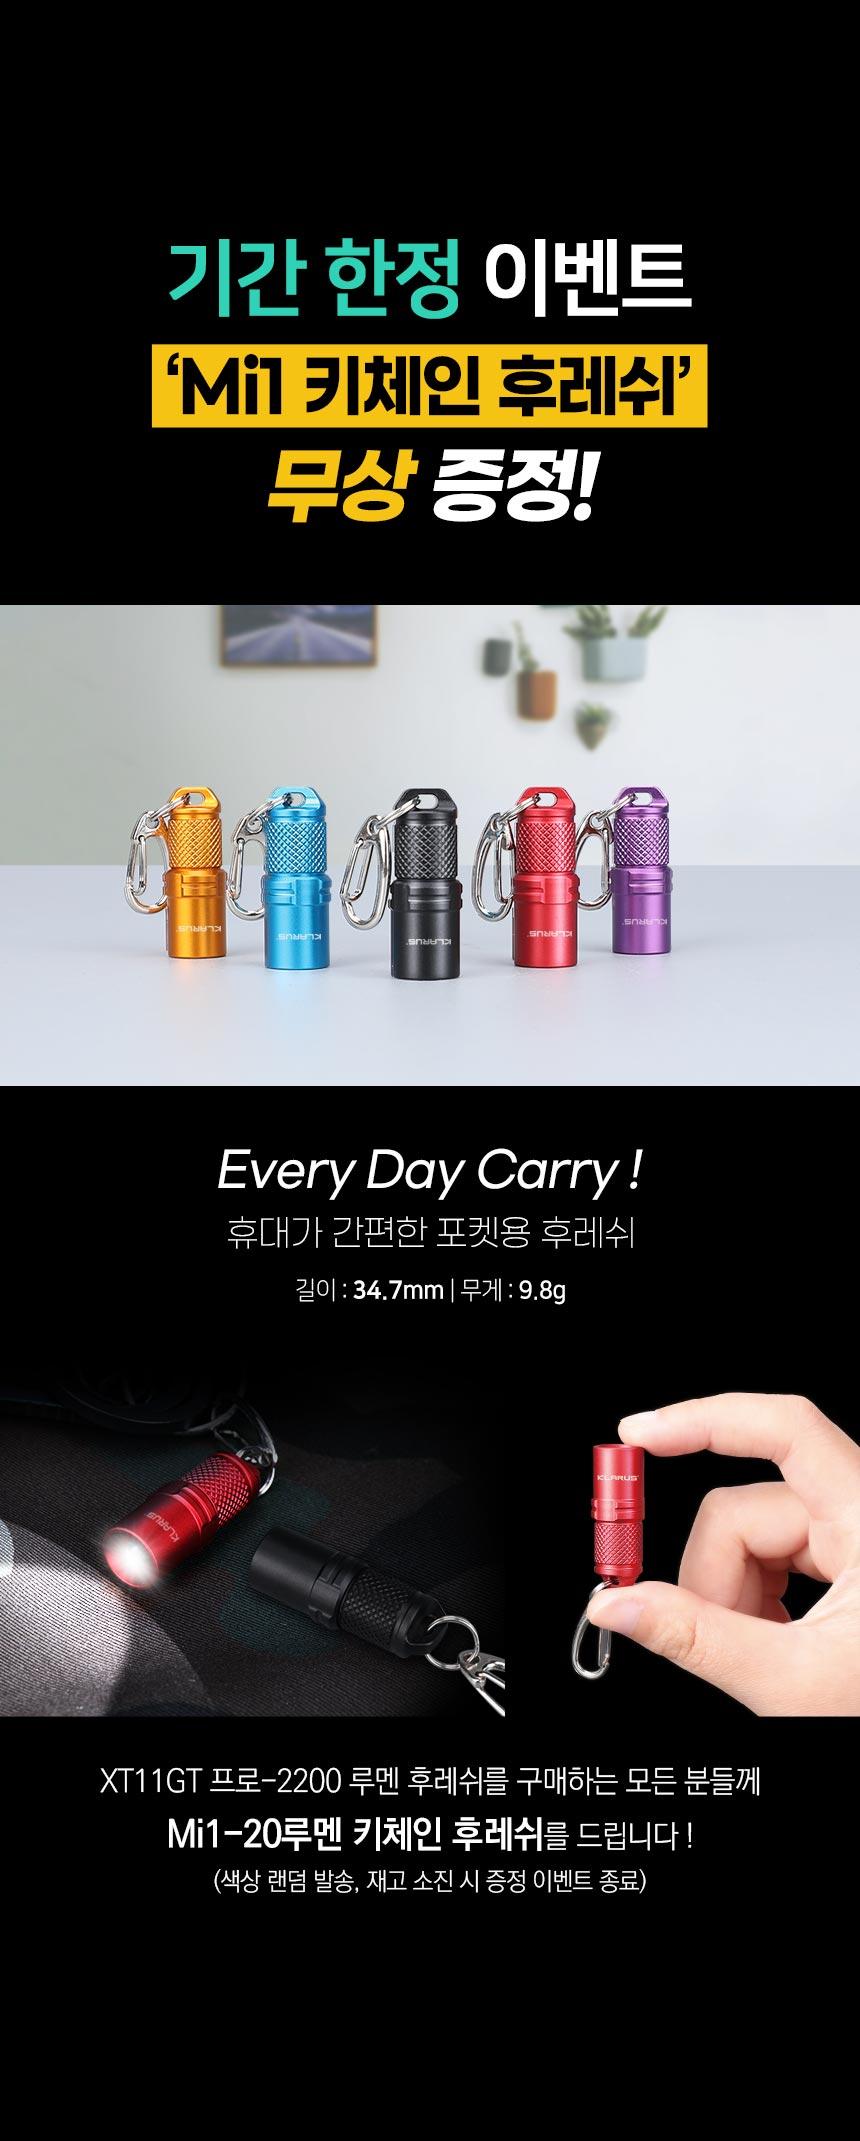 기간 한정 이벤트
‘Mi1 키체인 후레쉬’
무상 증정!
KLARUS
KLARUS
KLARUS
KLARUS
KLARUS
Every Day Carry !
휴대가 간편한 포켓용 후레쉬
길이 : 34.7mm | 무게 : 9.8g
KLARUS
KLARUS
XT11GT 프로-2200 루멘 후레쉬를 구매하는 모든 분들께
Mi1-20루멘 키체인 후레쉬를 드립니다 !
(색상 랜덤 발송, 재고 소진 시 증정 이벤트 종료)